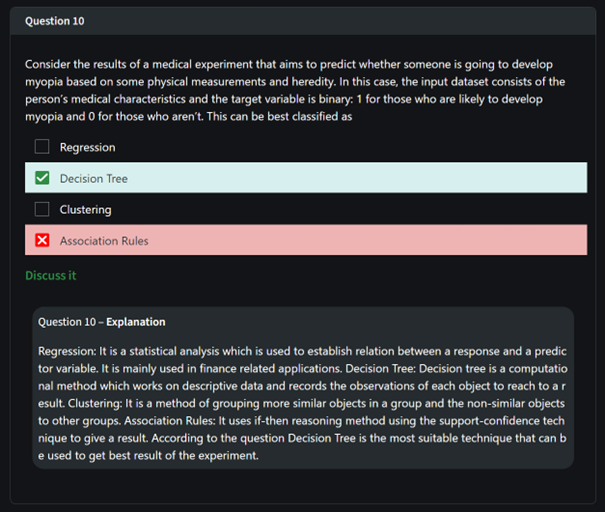 Question 10
Consider the results of a medical experiment that aims to predict whether someone is going to develop
myopia based on some physical measurements and heredity. In this case, the input dataset consists of the
person's medical characteristics and the target variable is binary: 1 for those who are likely to develop
myopia and 0 for those who aren't. This can be best classified as
Regression
Decision Tree
Clustering
Association Rules
Discuss it
Question 10 – Explanation
Regression: It is a statistical analysis which is used to establish relation between a response and a predic
tor variable. It is mainly used in finance related applications. Decision Tree: Decision tree is a computatio
nal method which works on descriptive data and records the observations of each object to reach to a r
esult. Clustering: It is a method of grouping more similar objects in a group and the non-similar objects
to other groups. Association Rules: It uses if-then reasoning method using the support-confidence tech
nique to give a result. According to the question Decision Tree is the most suitable technique that can b
e used to get best result of the experiment.